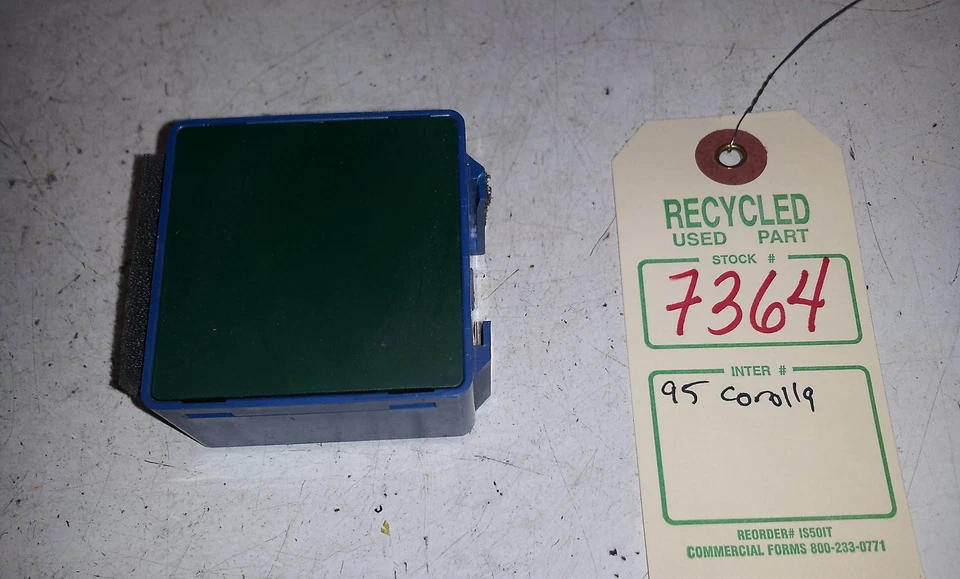 RECYCLED
USED PART
STOCK #
7364
INTER #
95 Corolla
REORDER# IS50IT
COMMERCIAL FORMS 800-233-0771